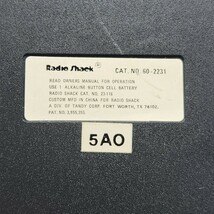 Radio Shack CAT. NO. 60-2231
READ OWNERS MANUAL FOR OPERATION
USE 1 ALKALINE BUTTON CELL BATTERY
RADIO SHACK CAT. 23-116
CUSTOM MFD IN CHINA FOR RADIO SHACK
A DIV. OF TANDY CORP. FORT WORTH, TX 76102.
PAT NO. 3,955,355.
5A0